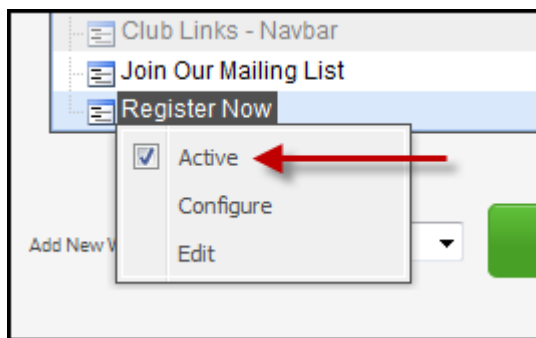 Club Links - Navbar
Join Our Mailing List
Register Now
Active
Configure
Edit
Add New